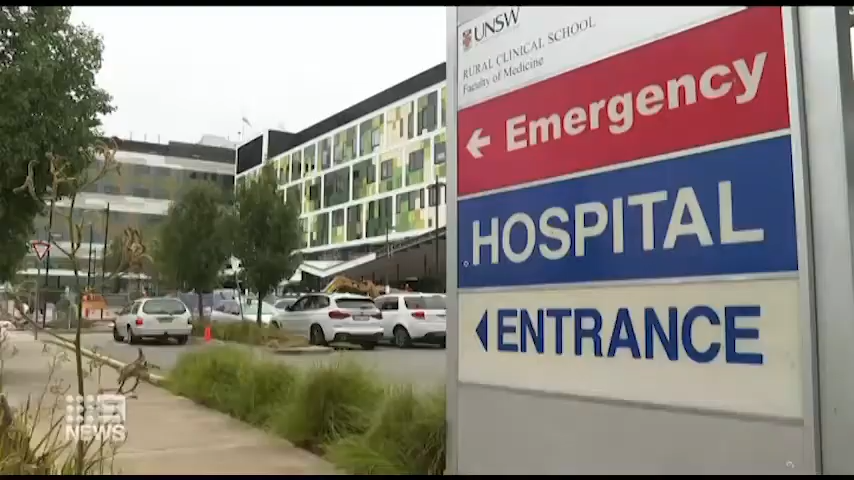 UNSW
RURAL CLINICAL SCHOOL
Faculty of Medicine
Emergency
HOSPITAL
ENTRANCE
9
NEWS